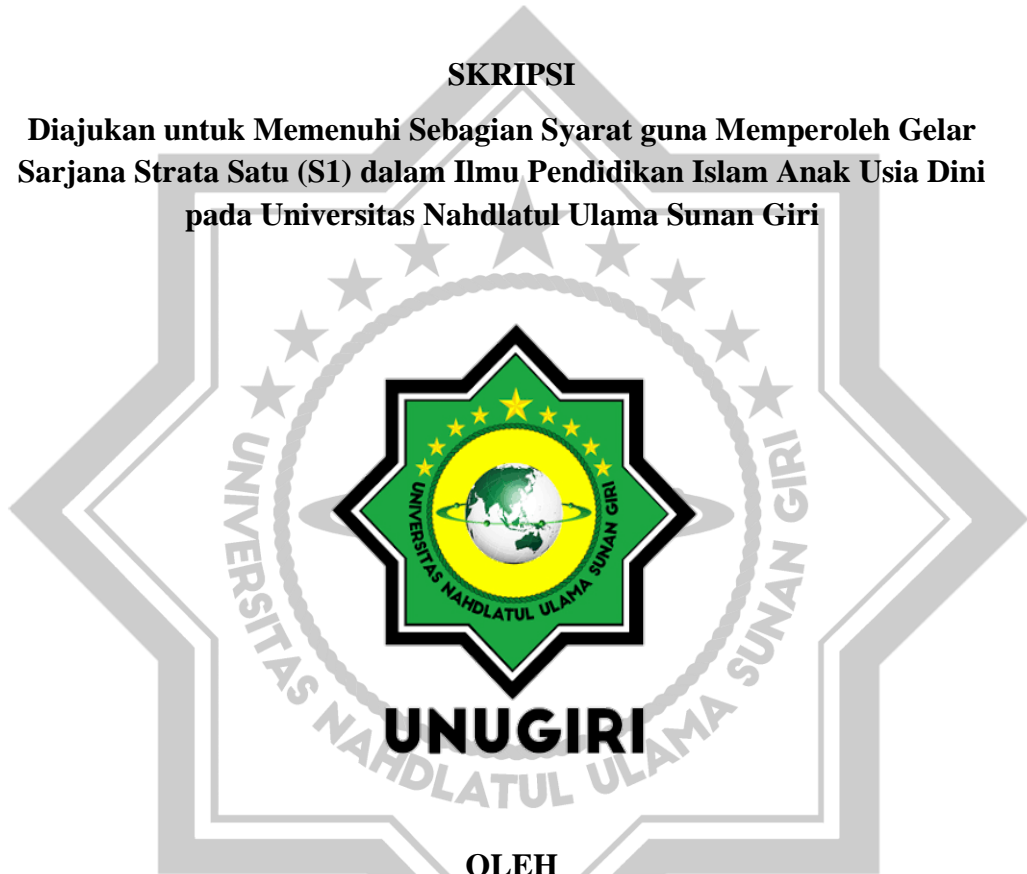 SKRIPSI
Diajukan untuk Memenuhi Sebagian Syarat guna Memperoleh Gelar
Sarjana Strata Satu (S1) dalam Ilmu Pendidikan Islam Anak Usia Dini
pada Universitas Nahdlatul Ulama Sunan Giri
UNIVERSITAS NAHDLATUL ULAMA SUNAN GIRI
UNIVERSITAS NAHDLATUL ULAMA SUNAN GIRI
UNUGIRI
OLEH